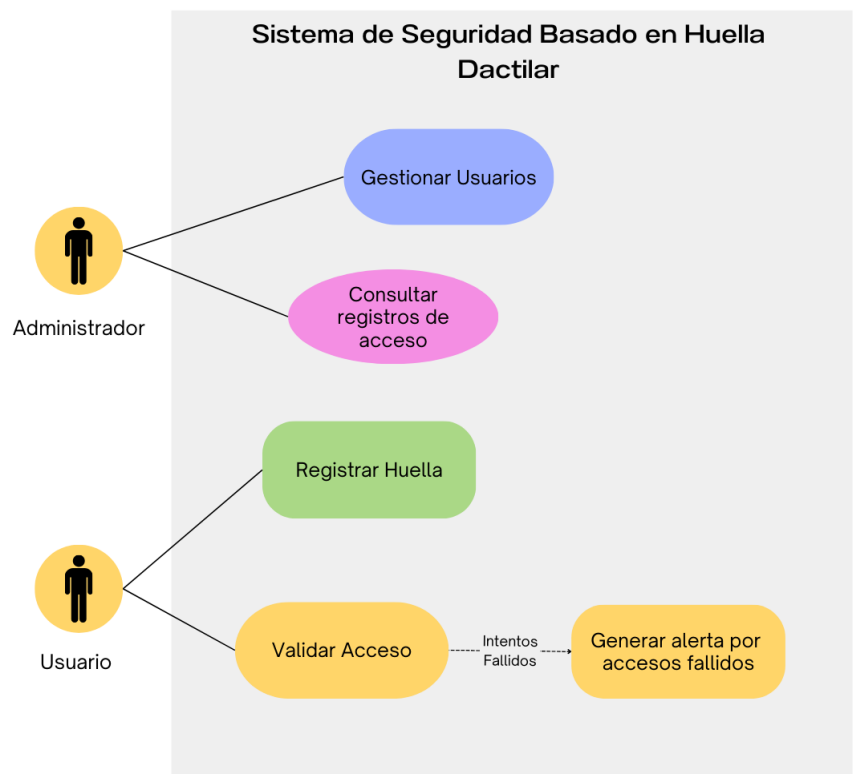 Sistema de Seguridad Basado en Huella
Dactilar
Gestionar Usuarios
Consultar
registros de
acceso
Administrador
Registrar Huella
Usuario
Validar Acceso
Intentos
Fallidos
Generar alerta por
accesos fallidos